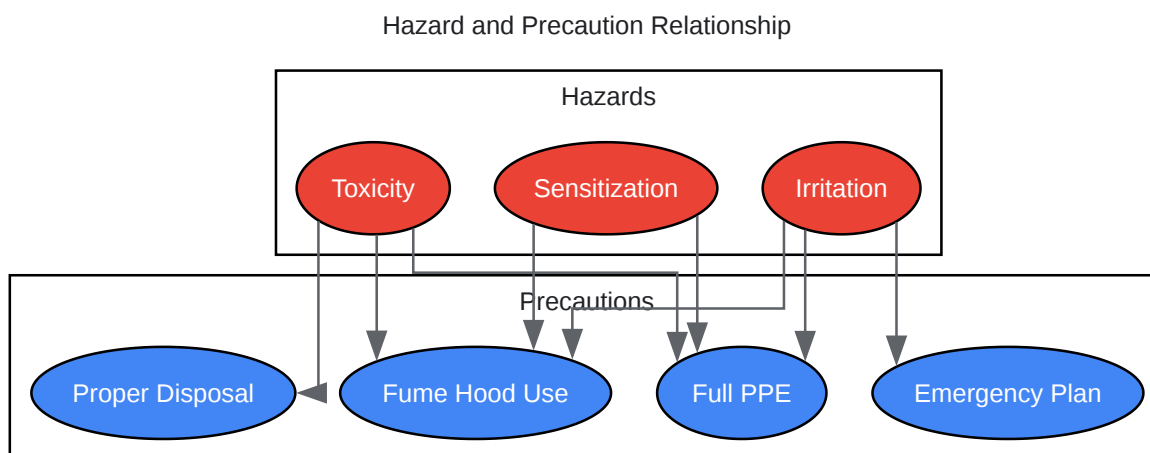 Hazard and Precaution Relationship
Hazards
Toxicity
Sensitization
Irritation
Precautions
Proper Disposal
Fume Hood Use
Full PPE
Emergency Plan